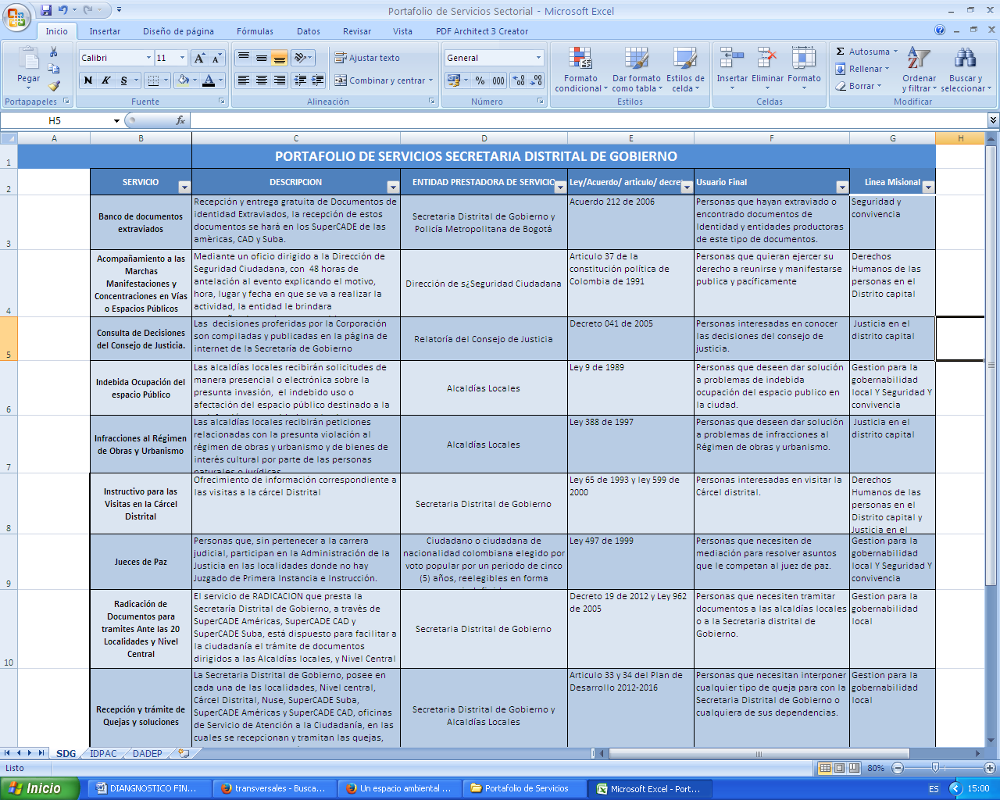 Portafolio de Servicios Sectorial - Microsoft Excel
Inicio Insertar Diseño de página Fórmulas Datos Revisar Vista PDF Architect 3 Creator
Pegar
Portapapeles
Calibri 11
N K S
Fuente
Ajustar texto
Combinar y centrar
Alineación
General
% 000
Número
Formato condicional
Dar formato como tabla
Estilos de celda
Estilos
Insertar Eliminar Formato
Celdas
Autosuma
Rellenar
Borrar
Ordenar y filtrar
Buscar y seleccionar
Modificar
H5
fx
A B C D E F G H
1
PORTAFOLIO DE SERVICIOS SECRETARIA DISTRITAL DE GOBIERNO
2
SERVICIO
DESCRIPCION
ENTIDAD PRESTADORA DE SERVICIO
Ley/Acuerdo/ articulo/ decre
Usuario Final
Linea Misional
3
Banco de documentos
extraviados
Recepción y entrega gratuita de Documentos de
identidad Extraviados, la recepción de estos
documentos se hará en los SuperCADE de las
amèricas, CAD y Suba.
Secretaria Distrital de Gobierno y
Policía Metropolitana de Bogotá
Acuerdo 212 de 2006
Personas que hayan extraviado o
encontrado documentos de
Identidad y entidades productoras
de este tipo de documentos.
Seguridad y
convivencia
4
Acompañamiento a las
Marchas
Manifestaciones y
Concentraciones en Vías
o Espacios Públicos
Mediante un oficio dirigido a la Dirección de
Seguridad Ciudadana, con  48 horas de
antelación al evento explicando el motivo,
hora, lugar y fecha en que se va a realizar la
actividad, la entidad le brindara
Dirección de s¿Seguridad Ciudadana
Articulo 37 de la
constitución política de
Colombia de 1991
Personas que quieran ejercer su
derecho a reunirse y manifestarse
publica y pacíficamente
Derechos
Humanos de las
personas en el
Distrito capital
5
Consulta de Decisiones
del Consejo de Justicia.
Las  decisiones proferidas por la Corporación
son compiladas y publicadas en la página de
internet de la Secretaría de Gobierno
Relatoría del Consejo de Justicia
Decreto 041 de 2005
Personas interesadas en conocer
las decisiones del consejo de
justicia.
Justicia en el
distrito capital
6
Indebida Ocupación del
espacio Público
Las alcaldías locales recibirán solicitudes de
manera presencial o electrónica sobre la
presunta invasión,  el indebido uso o
afectación del espacio público destinado a la
Alcaldías Locales
Ley 9 de 1989
Personas que deseen dar solución
a problemas de indebida
ocupación del espacio publico en
la ciudad.
Gestion para la
gobernabilidad
local Y Seguridad Y
convivencia
7
Infracciones al Régimen
de Obras y Urbanismo
Las alcaldías locales recibirán peticiones
relacionadas con la presunta violación al
régimen de obras y urbanismo y de bienes de
interés cultural por parte de las personas
naturales o jurídicas
Alcaldías Locales
Ley 388 de 1997
Personas que deseen dar solución
a problemas de infracciones al
Régimen de obras y urbanismo.
Justicia en el
distrito capital
8
Instructivo para las
Visitas en la Cárcel
Distrital
Ofrecimiento de información correspondiente a
las visitas a la cárcel Distrital
Secretaria Distrital de Gobierno
Ley 65 de 1993 y ley 599 de
2000
Personas interesadas en visitar la
Cárcel distrital.
Derechos
Humanos de las
personas en el
Distrito capital y
Justicia en el
9
Jueces de Paz
Personas que, sin pertenecer a la carrera
judicial, participan en la Administración de la
Justicia en las localidades donde no hay
Juzgado de Primera Instancia e Instrucción.
Ciudadano o ciudadana de
nacionalidad colombiana elegido por
voto popular por un periodo de cinco
(5) años, reelegibles en forma
Ley 497 de 1999
Personas que necesiten de
mediación para resolver asuntos
que le competan al juez de paz.
Gestion para la
gobernabilidad
local Y Seguridad Y
convivencia
10
Radicación de
Documentos para
tramites Ante las 20
Localidades y Nivel
Central
El servicio de RADICACION que presta la
Secretaría Distrital de Gobierno, a través de
SuperCADE Américas, SuperCADE CAD y
SuperCADE Suba, está dispuesto para facilitar a
la ciudadanía el trámite de documentos
dirigidos a las Alcaldías locales, y Nivel Central
Secretaria Distrital de Gobierno
Decreto 19 de 2012 y Ley 962
de 2005
Personas que necesiten tramitar
documentos a las alcaldías locales
o a la Secretaria distrital de
Gobierno.
Gestion para la
gobernabilidad
local
Recepción y trámite de
Quejas y soluciones
La Secretaria Distrital de Gobierno, posee en
cada una de las localidades, Nivel central,
Cárcel Distrital, Nuse, SuperCADE Suba,
SuperCADE Américas y SuperCADE CAD, oficinas
de Servicio de Atención a la Ciudadanía, en las
cuales se recepcionan y tramitan las quejas,
Secretaria Distrital de Gobierno y
Alcaldías Locales
Articulo 33 y 34 del Plan de
Desarrollo 2012-2016
Personas que necesitan interponer
cualquier tipo de queja para con la
Secretaria Distrital de Gobierno o
cualquiera de sus dependencias.
Gestion para la
gobernabilidad
local
SDG IDPAC DADEP
Listo
80%
Inicio
DIANGNOSTICO FIN...
transversales - Busca...
Un espacio ambiental ...
Portafolio de Servicios
Microsoft Excel - Port...
ES
15:00